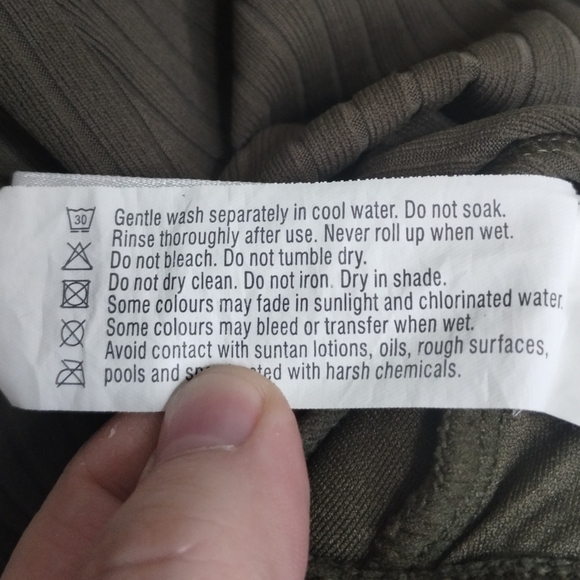 30
Gentle wash separately in cool water. Do not soak.
Rinse thoroughly after use. Never roll up when wet.
Do not bleach. Do not tumble dry.
Do not dry clean. Do not iron. Dry in shade.
Some colours may fade in sunlight and chlorinated water.
Some colours may bleed or transfer when wet.
Avoid contact with suntan lotions, oils, rough surfaces,
pools and with harsh chemicals.